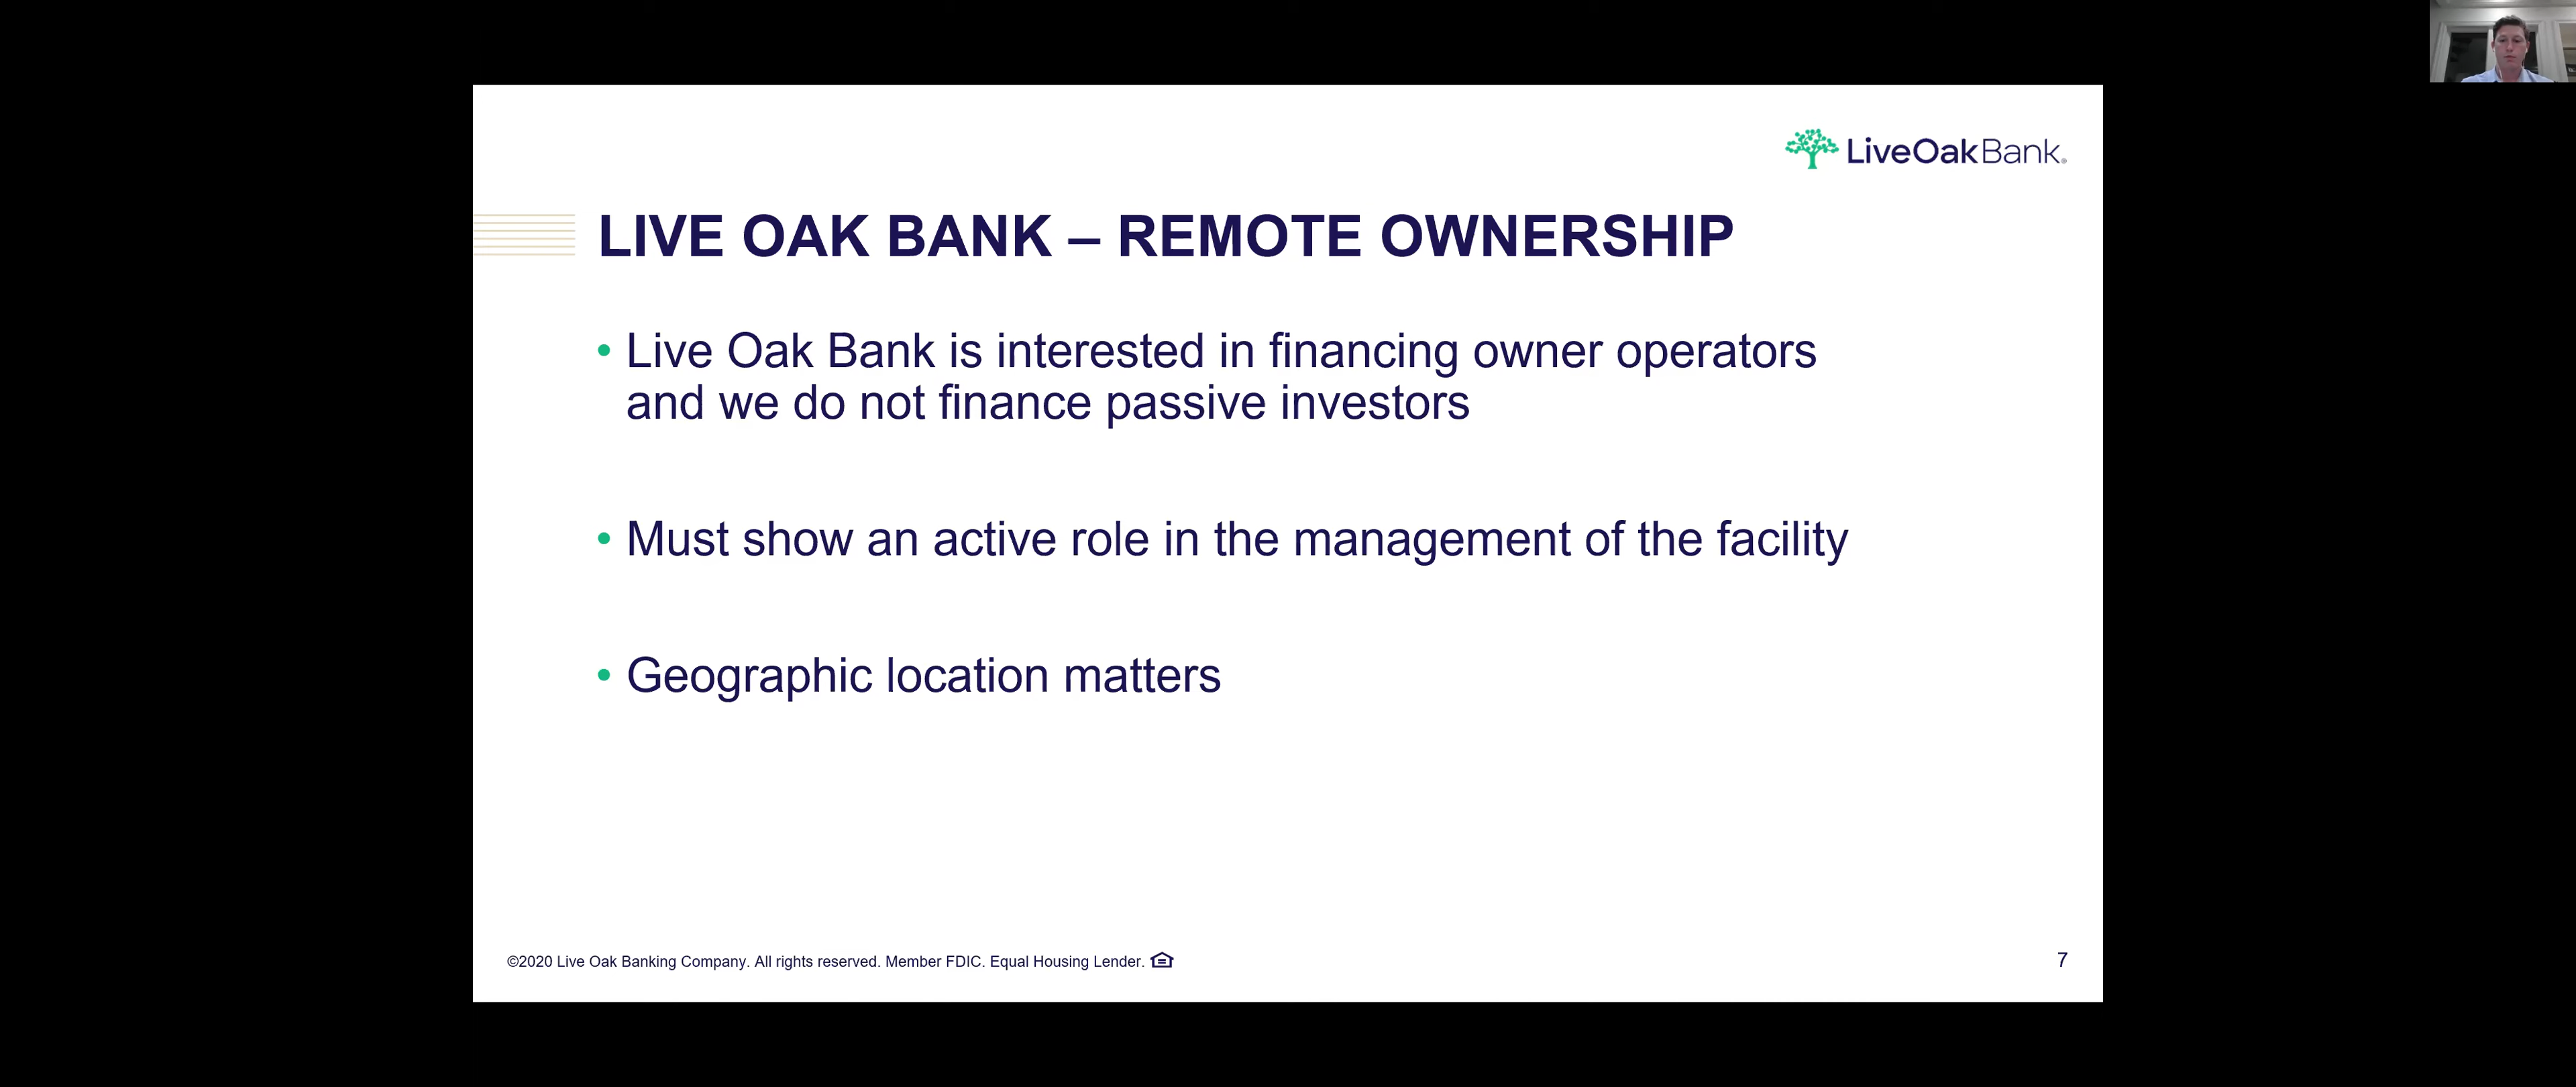 LiveOakBank®
LIVE OAK BANK – REMOTE OWNERSHIP
• Live Oak Bank is interested in financing owner operators
and we do not finance passive investors
• Must show an active role in the management of the facility
• Geographic location matters
©2020 Live Oak Banking Company. All rights reserved. Member FDIC. Equal Housing Lender.
7